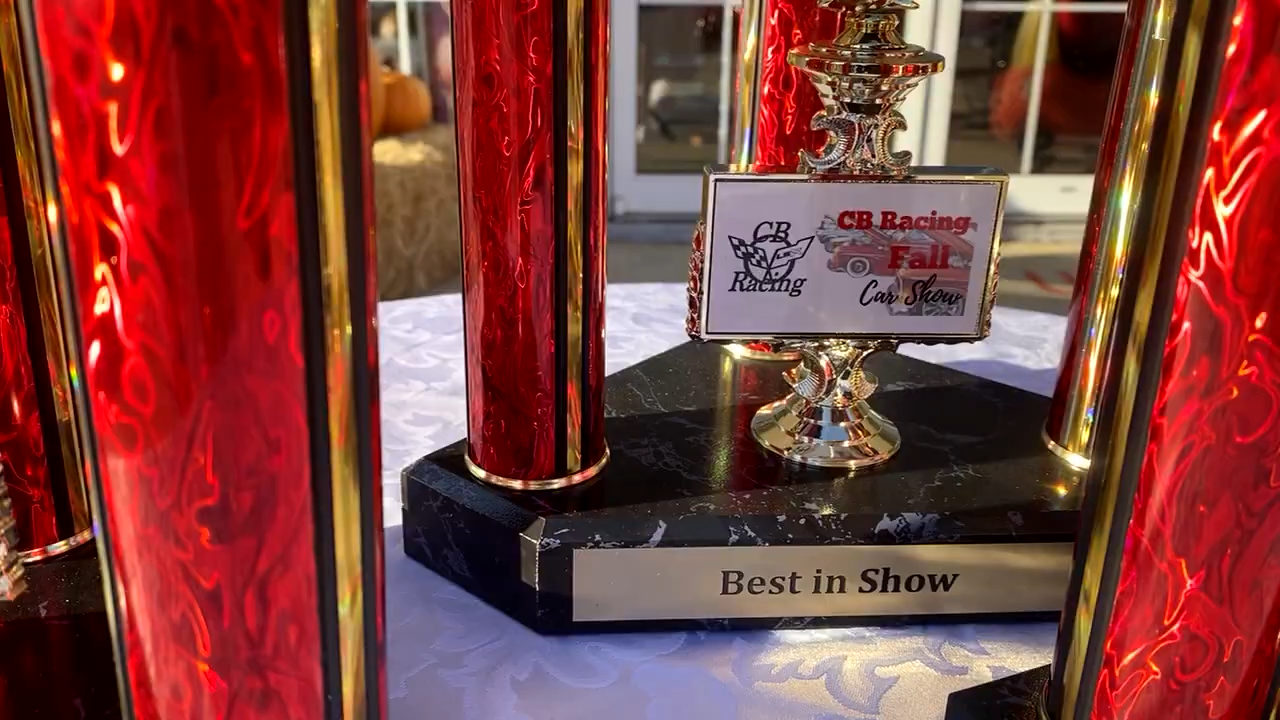 CB
Racing
CB Racing
Fall
Car Show
Best in Show